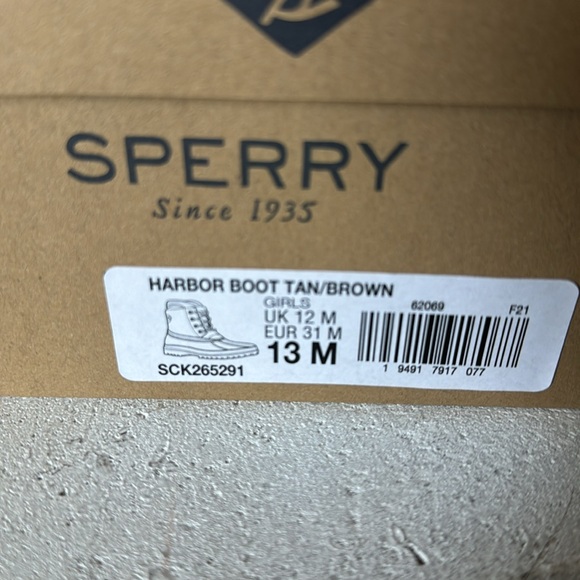 SPERRY
Since 1935
HARBOR BOOT TAN/BROWN
GIRLS
UK 12 M
EUR 31 M
13 M
SCK265291
62069
F21
1 9491 7917 077